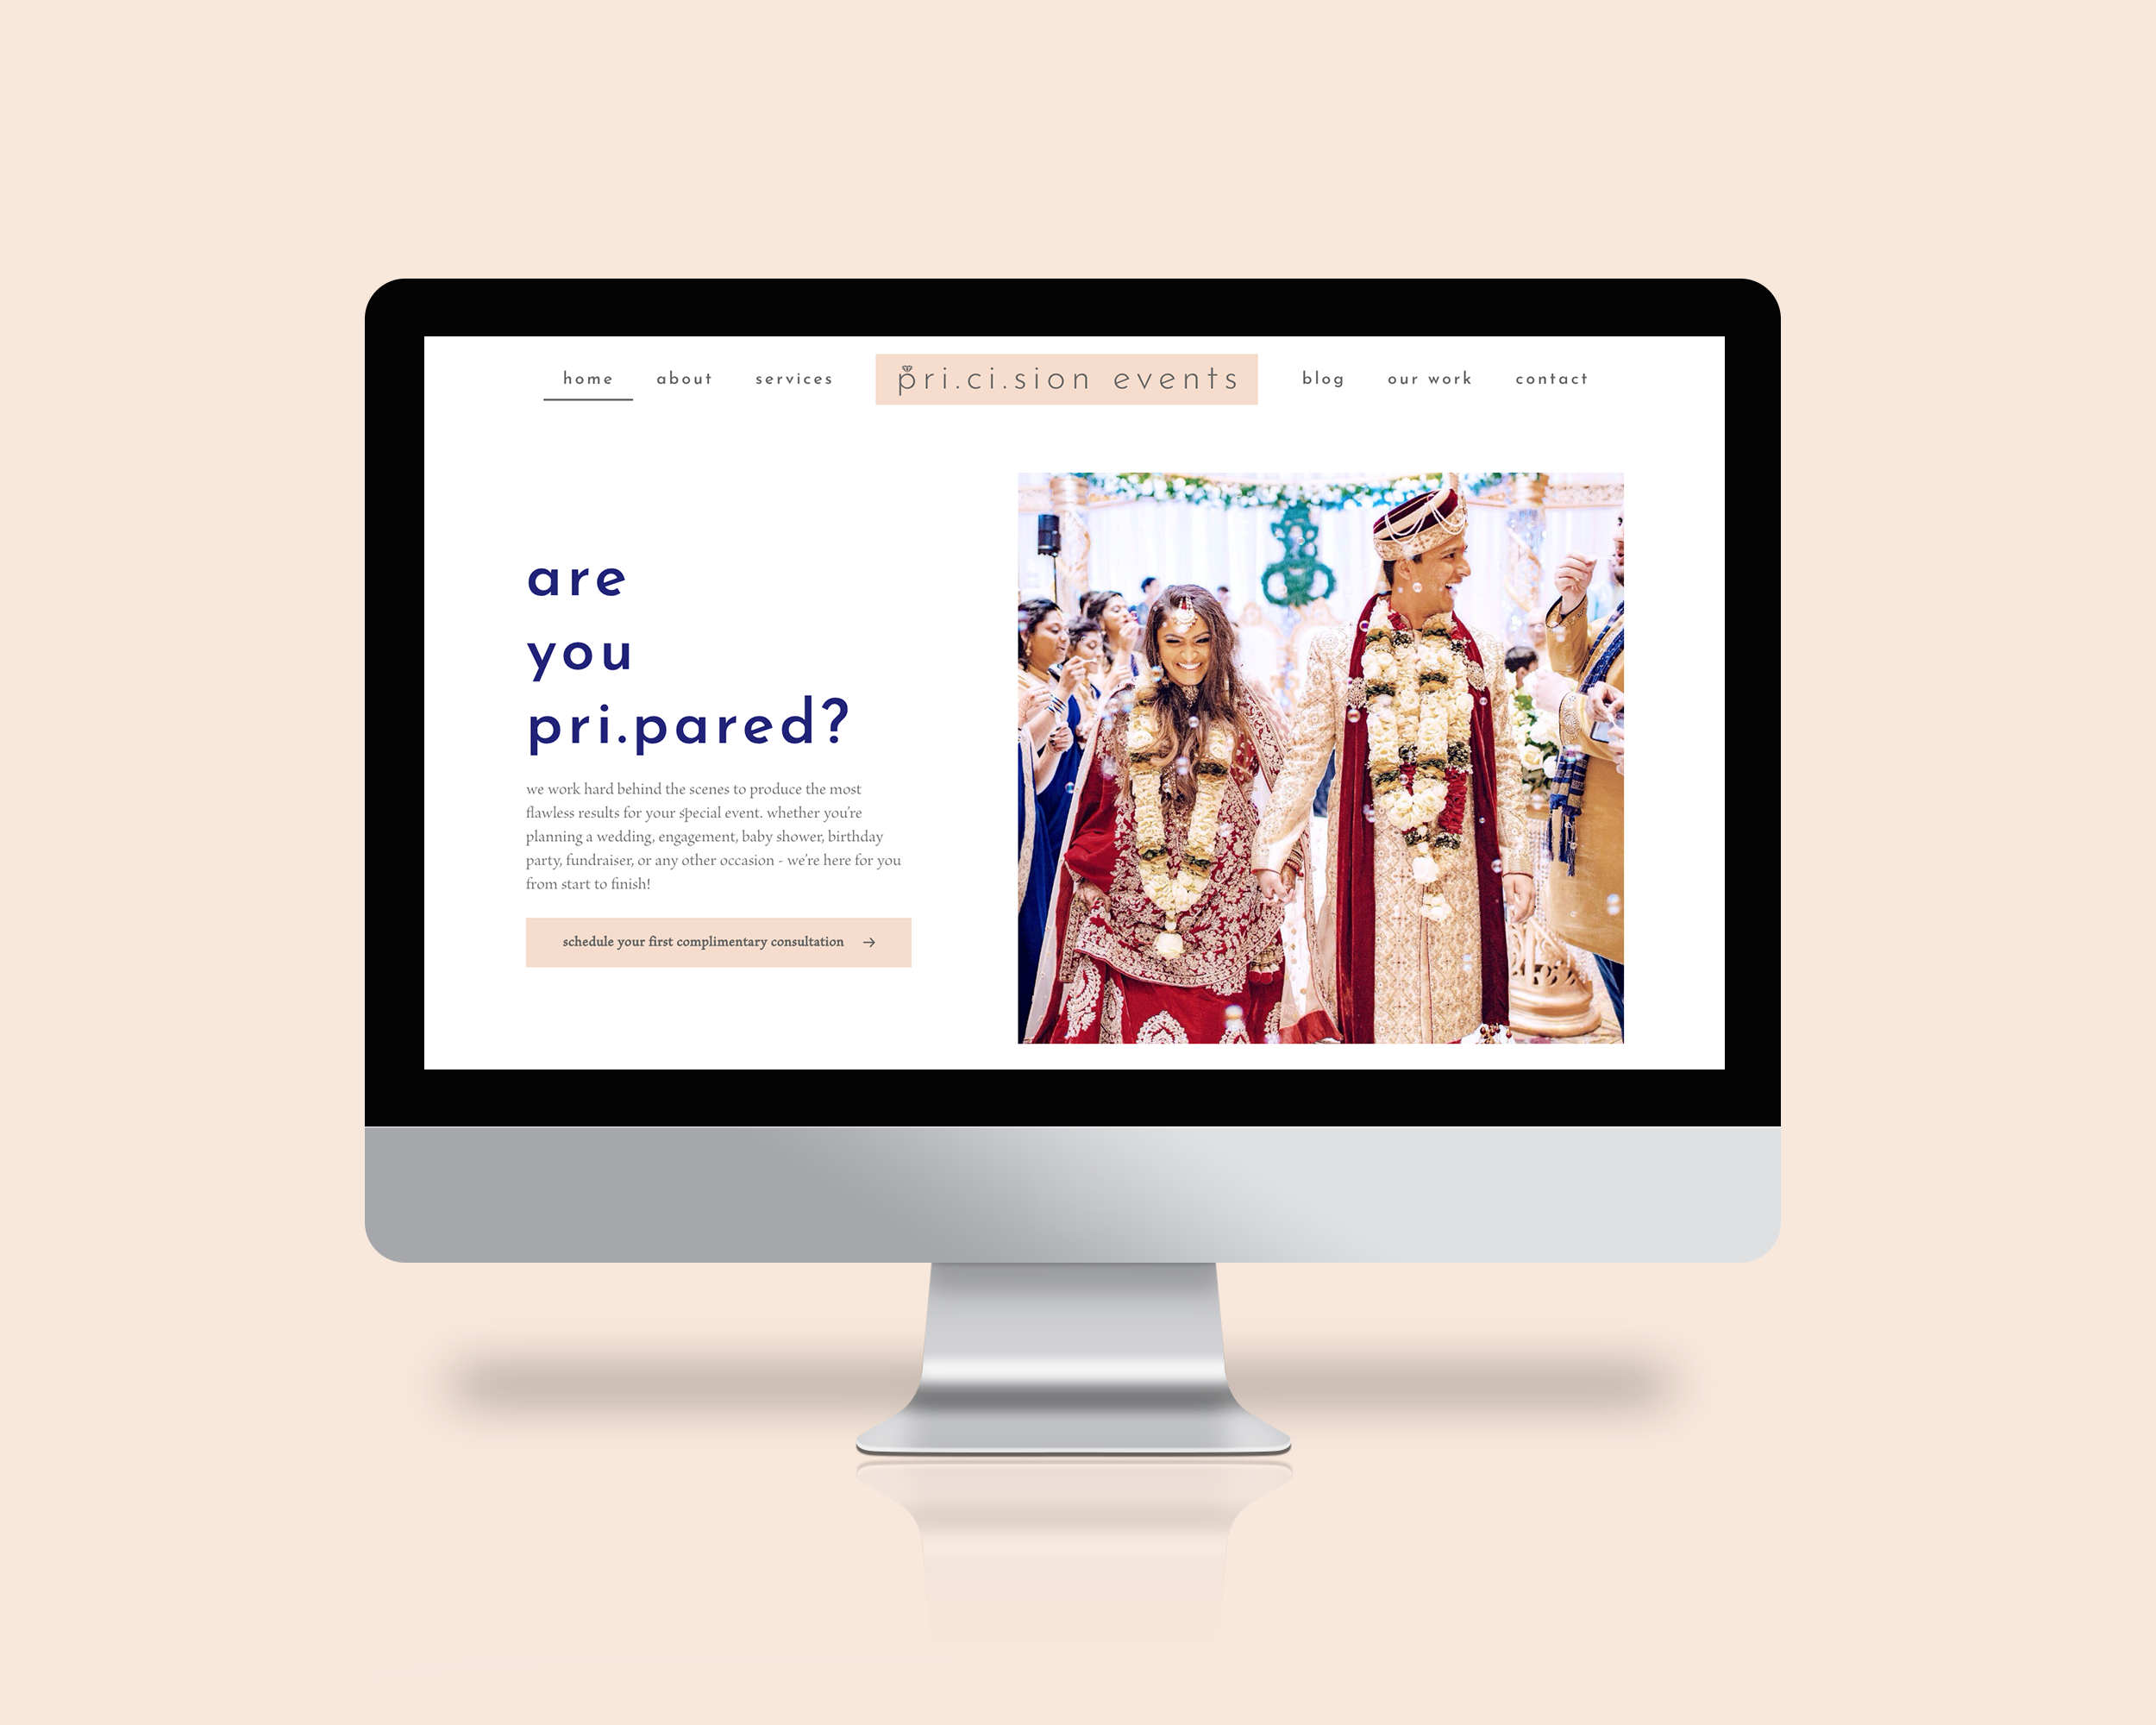 home about services pri.ci.sion events blog our work contact
are
you
pri.pared?
we work hard behind the scenes to produce the most
flawless results for your special event. whether you're
planning a wedding, engagement, baby shower, birthday
party, fundraiser, or any other occasion - we're here for you
from start to finish!
schedule your first complimentary consultation →